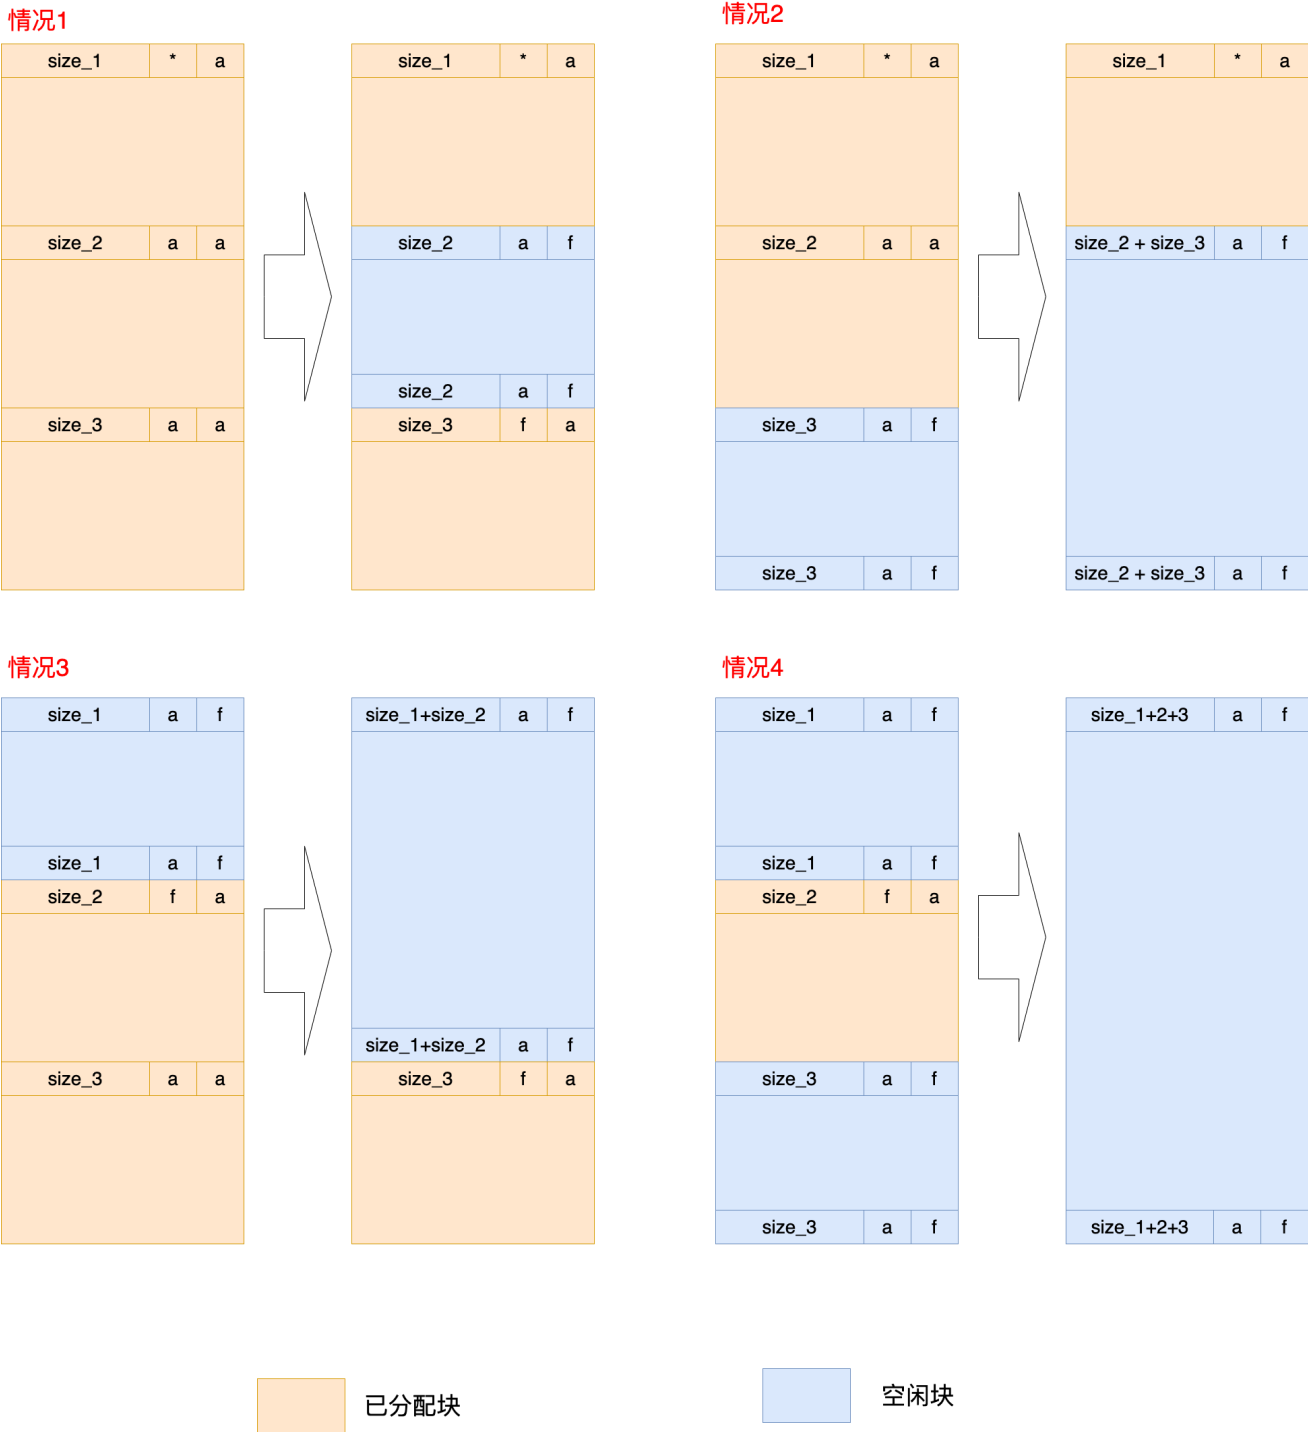 情况1
size_1 * a
size_2 a a
size_3 a a
size_1 * a
size_2 a f
size_2 a f
size_3 f a
情况2
size_1 * a
size_2 a a
size_3 a f
size_3 a f
size_1 * a
size_2 + size_3 a f
size_2 + size_3 a f
情况3
size_1 a f
size_1 a f
size_2 f a
size_3 a a
size_1+size_2 a f
size_1+size_2 a f
size_3 f a
情况4
size_1 a f
size_1 a f
size_2 f a
size_3 a f
size_3 a f
size_1+2+3 a f
size_1+2+3 a f
已分配块
空闲块